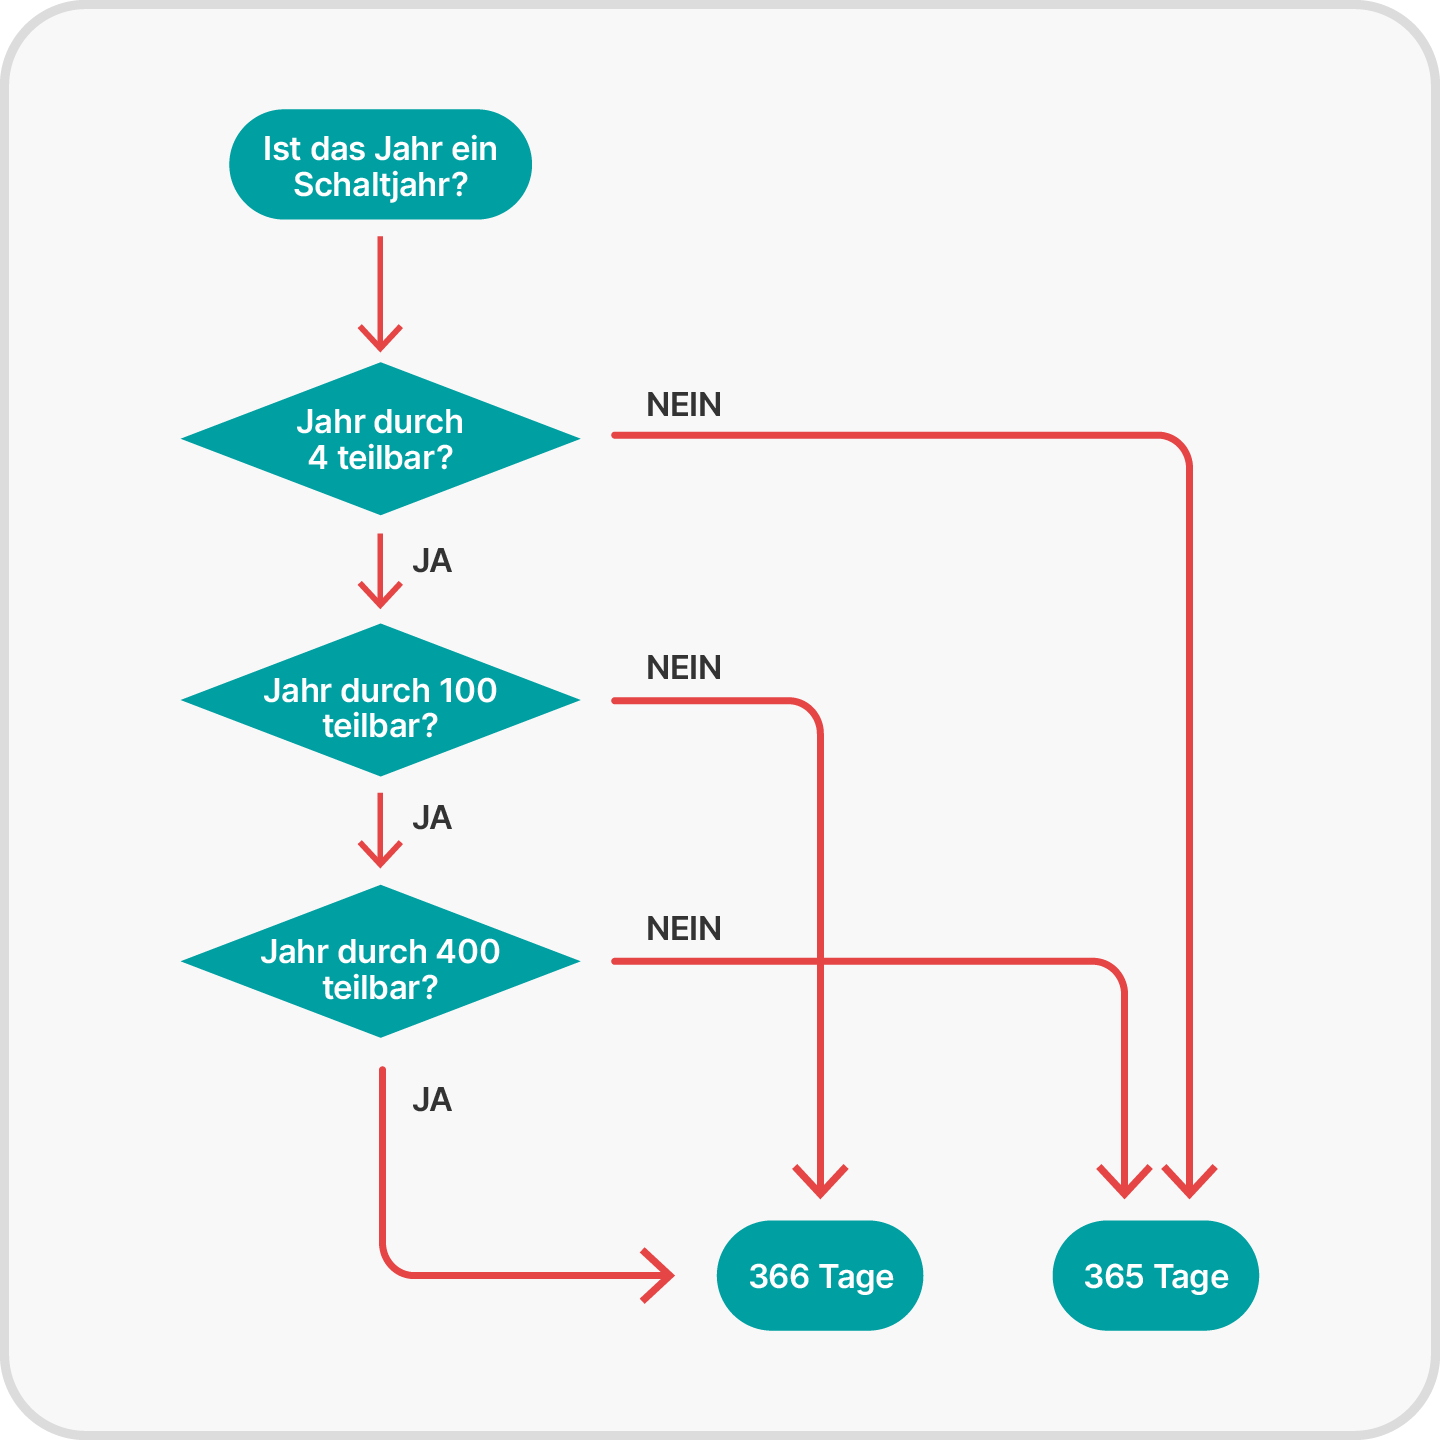 Ist das Jahr ein
Schaltjahr?
Jahr durch
4 teilbar?
NEIN
JA
Jahr durch 100
teilbar?
NEIN
JA
Jahr durch 400
teilbar?
NEIN
JA
366 Tage
365 Tage